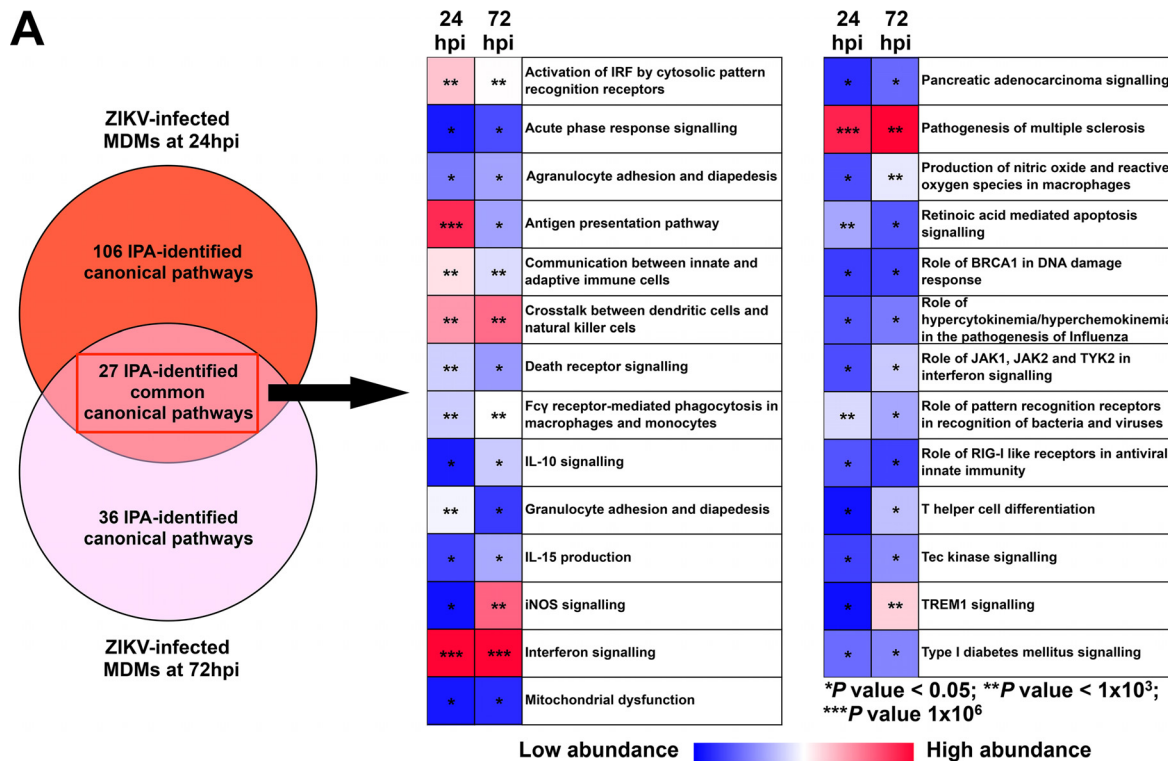 A
ZIKV-infected
MDMs at 24hpi
106 IPA-identified
canonical pathways
27 IPA-identified
common
canonical pathways
36 IPA-identified
canonical pathways
ZIKV-infected
MDMs at 72hpi
24 72
hpi hpi
** ** Activation of IRF by cytosolic pattern
recognition receptors
* * Acute phase response signalling
* * Agranulocyte adhesion and diapedesis
*** * Antigen presentation pathway
** ** Communication between innate and
adaptive immune cells
** ** Crosstalk between dendritic cells and
natural killer cels
** * Death receptor signalling
** ** Fcγ receptor-mediated phagocytosis in
macrophages and monocytes
* * IL-10 signalling
** * Granulocyte adhesion and diapedesis
* * IL-15 production
* ** iNOS signalling
*** *** Interferon signalling
* * Mitochondrial dysfunction
24 72
hpi hpi
* * Pancreatic adenocarcinoma signalling
*** ** Pathogenesis of multiple sclerosis
* ** Production of nitric oxide and reactive
oxygen species in macrophages
** * Retinoic acid mediated apoptosis
signalling
* * Role of BRCA1 in DNA damage
response
* * Role of
hypercytokinemia/hyperchemokinemia
in the pathogenesis of Influenza
* * Role of JAK1, JAK2 and TYK2 in
interferon signalling
** * Role of pattern recognition receptors
in recognition of bacteria and viruses
* * Role of RIG-I like receptors in antiviral
innate immunity
* * T helper cell differentiation
* * Tec kinase signalling
* ** TREM1 signalling
* * Type I diabetes mellitus signalling
*P value < 0.05; **P value < 1x10³;
***P value 1x10⁶
Low abundance High abundance